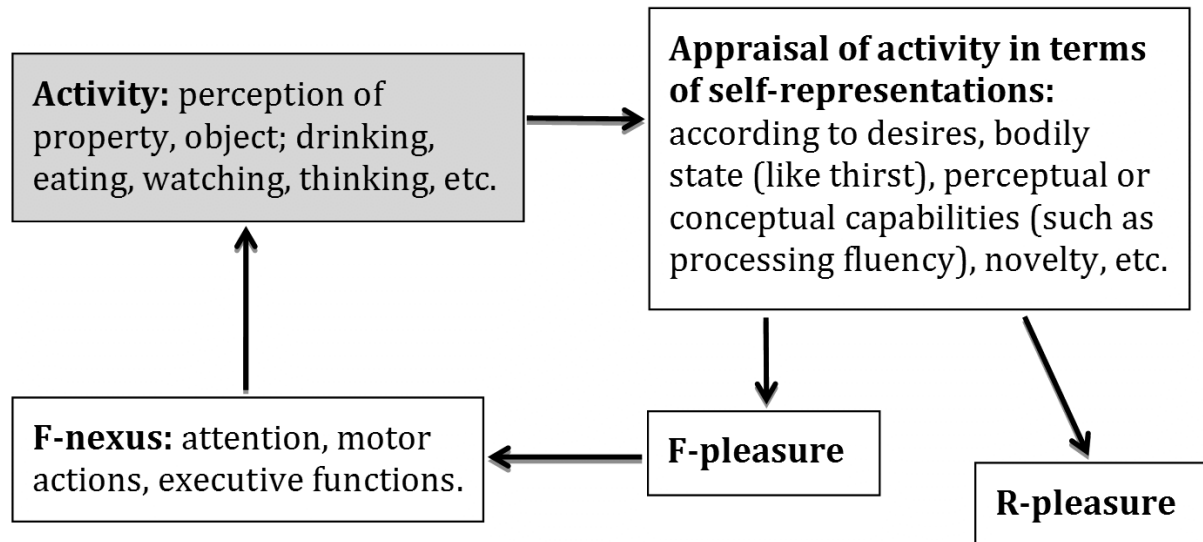 Activity: perception of
property, object; drinking,
eating, watching, thinking, etc.
Appraisal of activity in terms
of self-representations:
according to desires, bodily
state (like thirst), perceptual or
conceptual capabilities (such as
processing fluency), novelty, etc.
F-nexus: attention, motor
actions, executive functions.
F-pleasure
R-pleasure